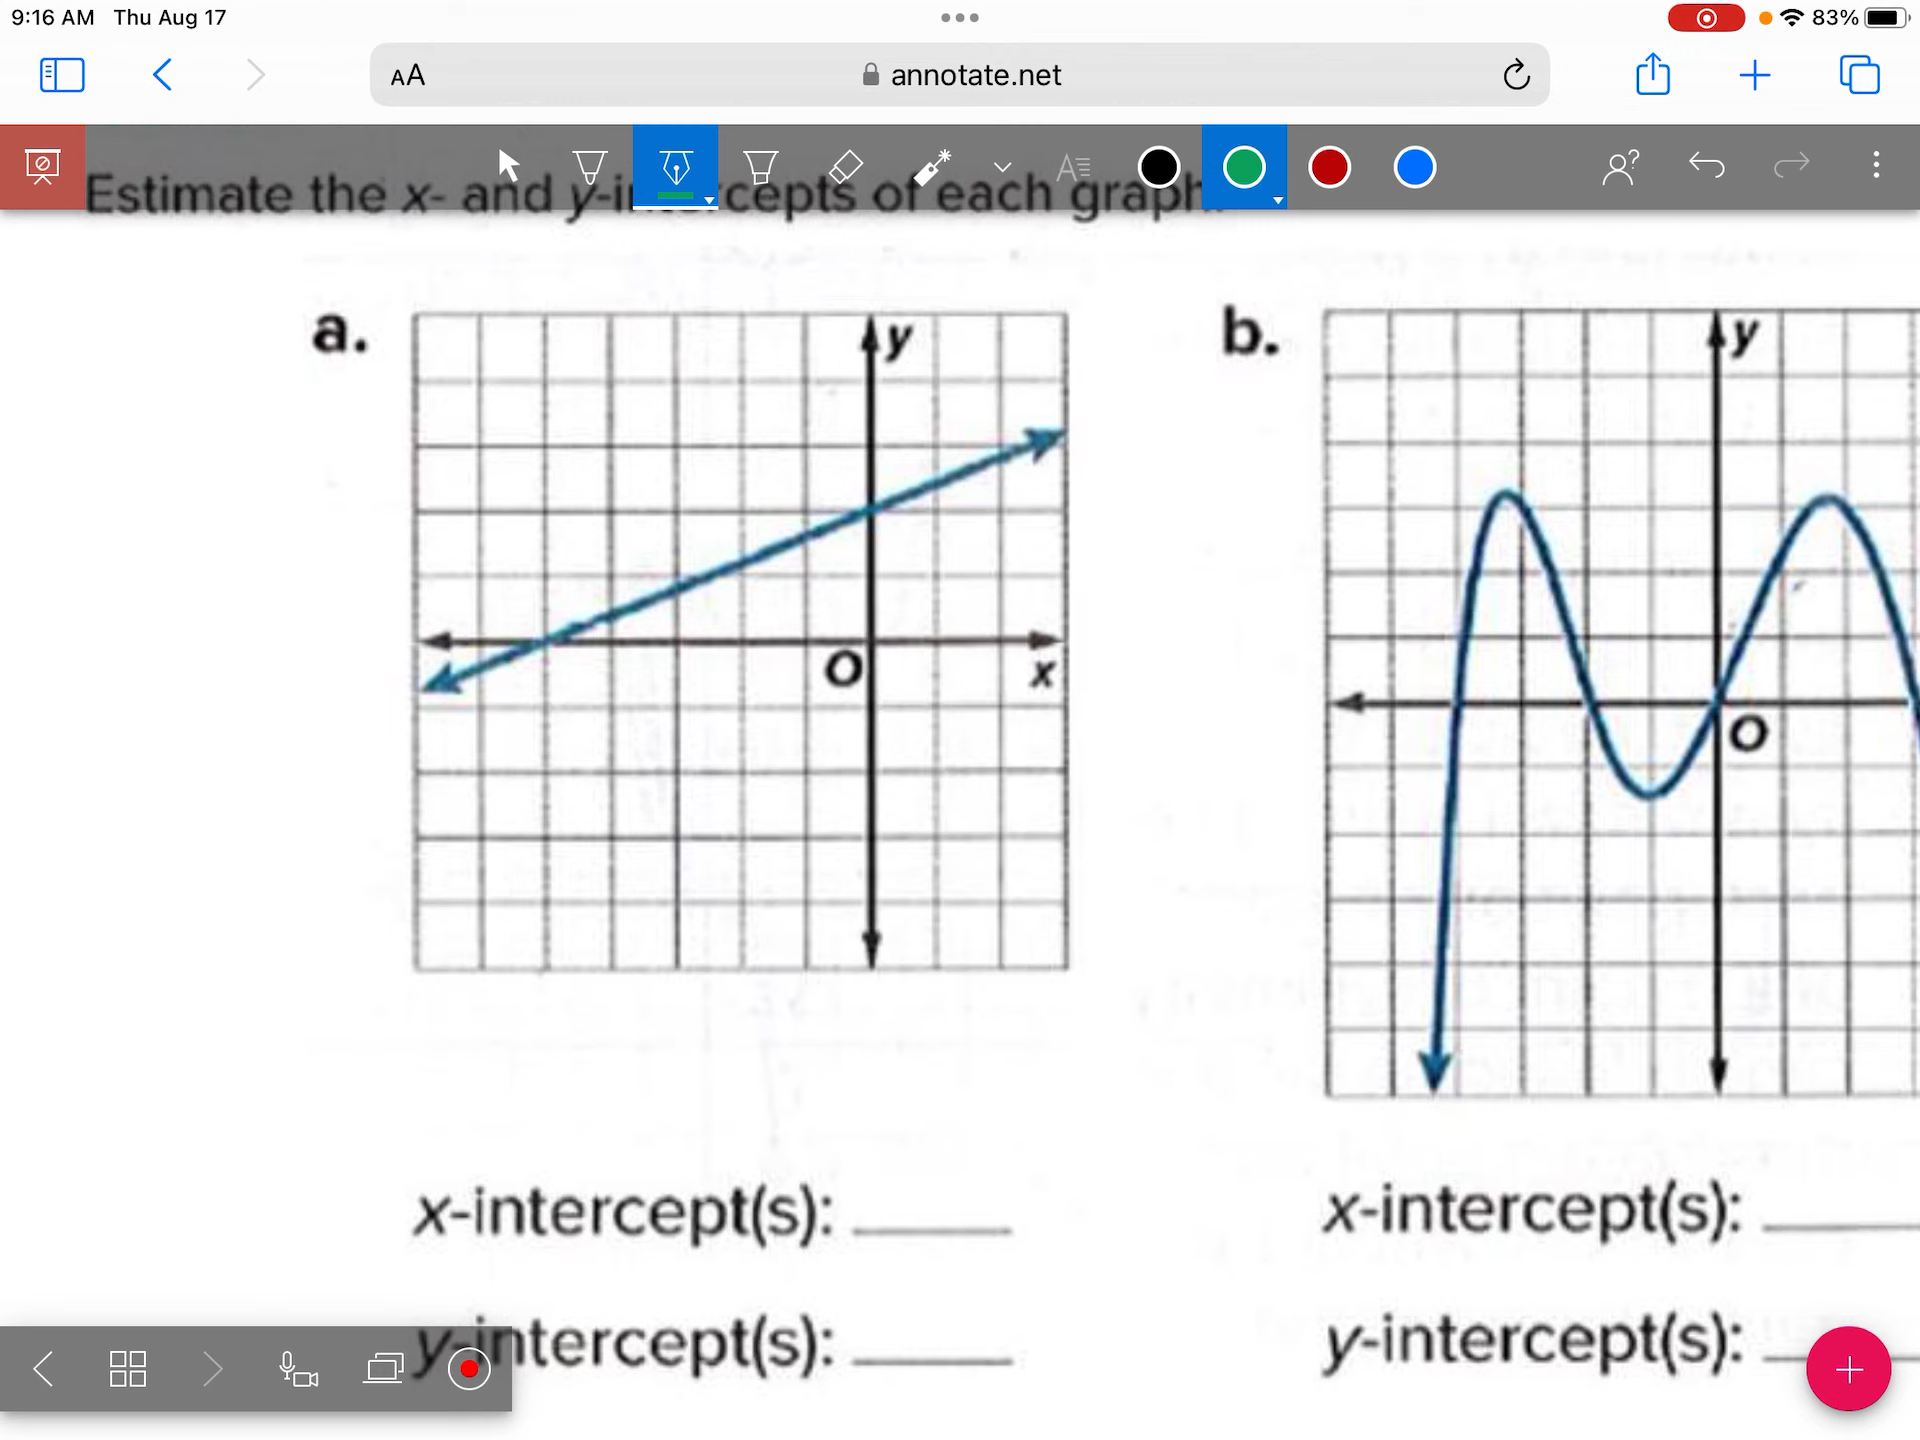 9:16 AM Thu Aug 17
83%
AA
annotate.net
Estimate the x- and y-intercepts of each graph.
a.
y
O
x
b.
y
O
x-intercept(s):
x-intercept(s):
y-intercept(s):
y-intercept(s):